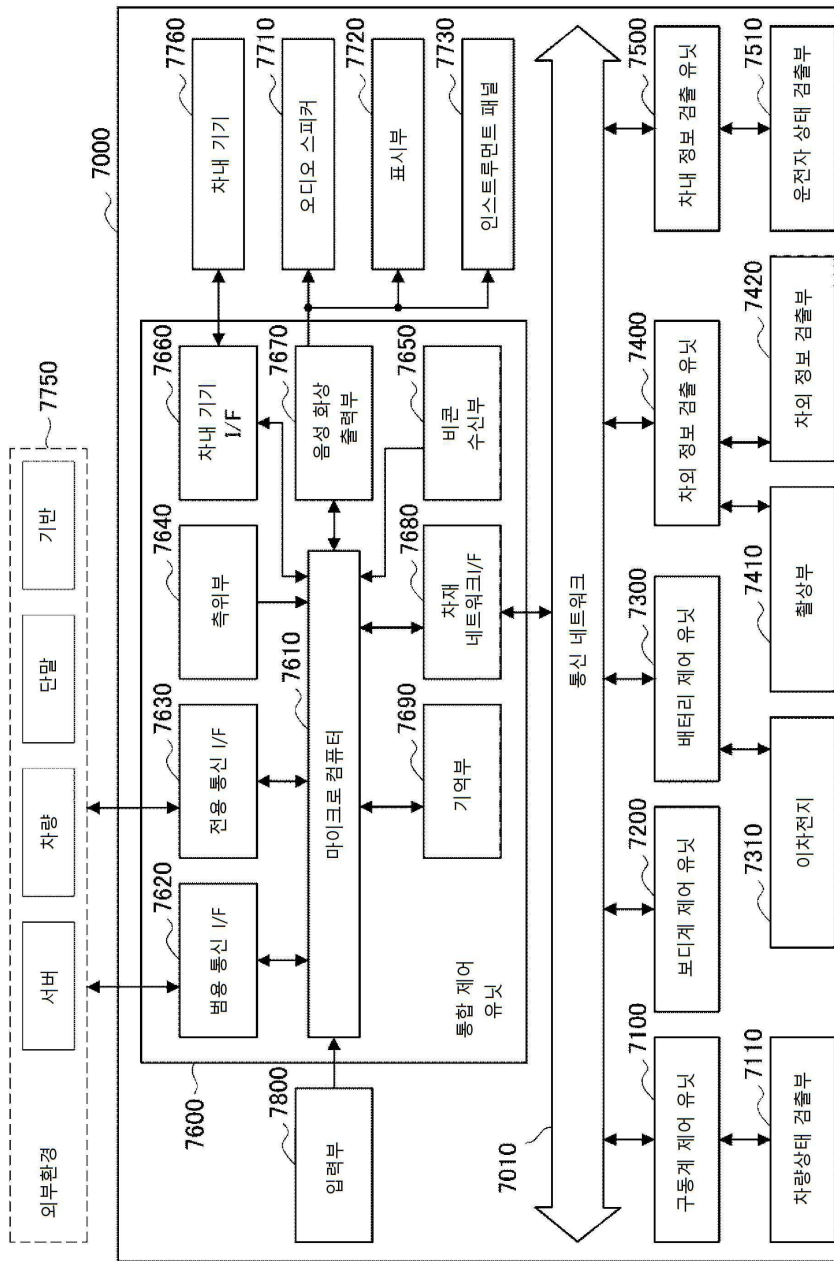 외부환경
서버
차량
단말
기반
7750
7000
7600
7620
범용 통신 I/F
7630
전용 통신 I/F
7640
측위부
7660
차내 기기
I/F
7760
차내 기기
7670
음성 화상
출력부
7710
오디오 스피커
7720
표시부
7730
인스트루먼트 패널
7800
입력부
7610
마이크로 컴퓨터
7650
비콘
수신부
7690
기억부
7680
차재
네트워크I/F
통합 제어
유닛
7010
통신 네트워크
7100
구동계 제어 유닛
7200
보디계 제어 유닛
7300
배터리 제어 유닛
7400
차외 정보 검출 유닛
7500
차내 정보 검출 유닛
7110
차량상태 검출부
7310
이차전지
7410
촬상부
7420
차외 정보 검출부
7510
운전자 상태 검출부